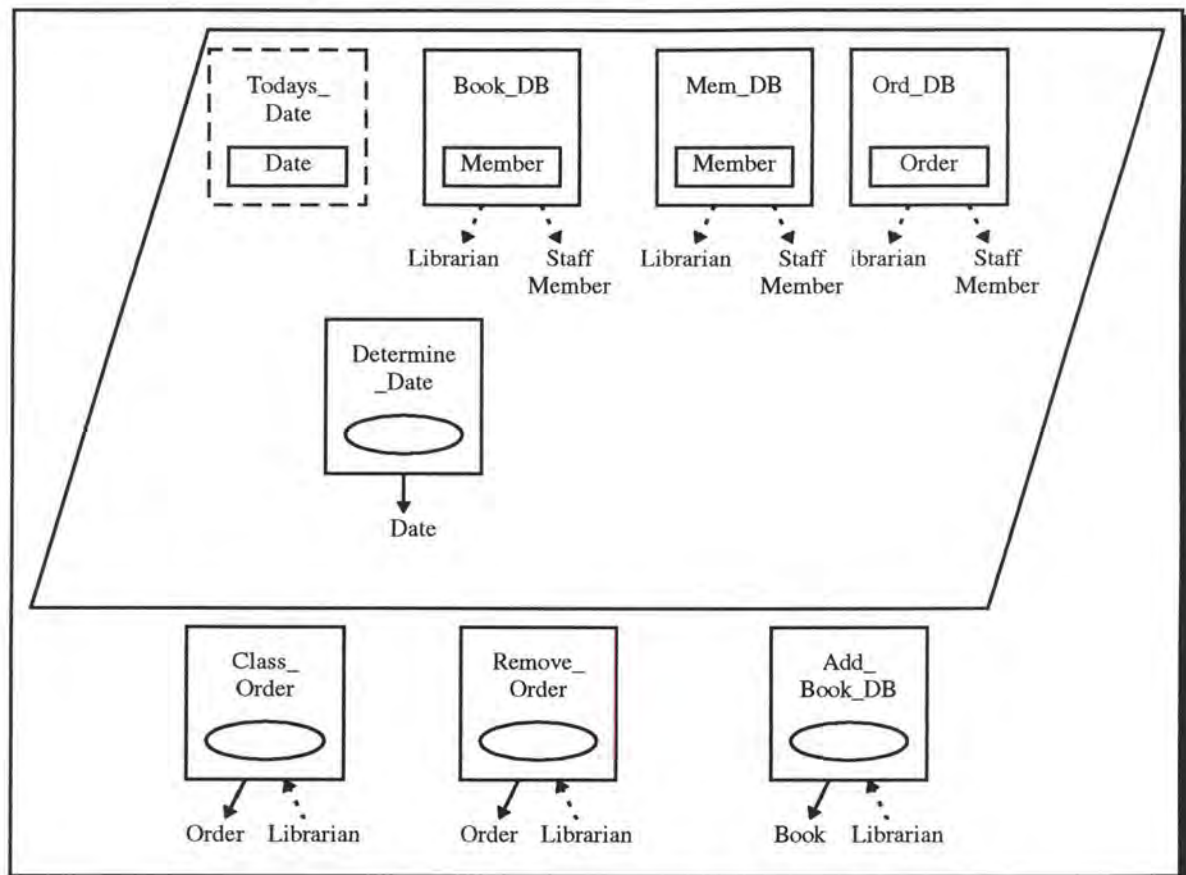 Todays_
Date
Date
Book_DB
Member
Librarian
Staff
Member
Mem_DB
Member
Librarian
Staff
Member
Ord_DB
Order
ibrarian
Staff
Member
Determine
_Date
Date
Class_
Order
Order
Librarian
Remove_
Order
Order
Librarian
Add_
Book_DB
Book
Librarian